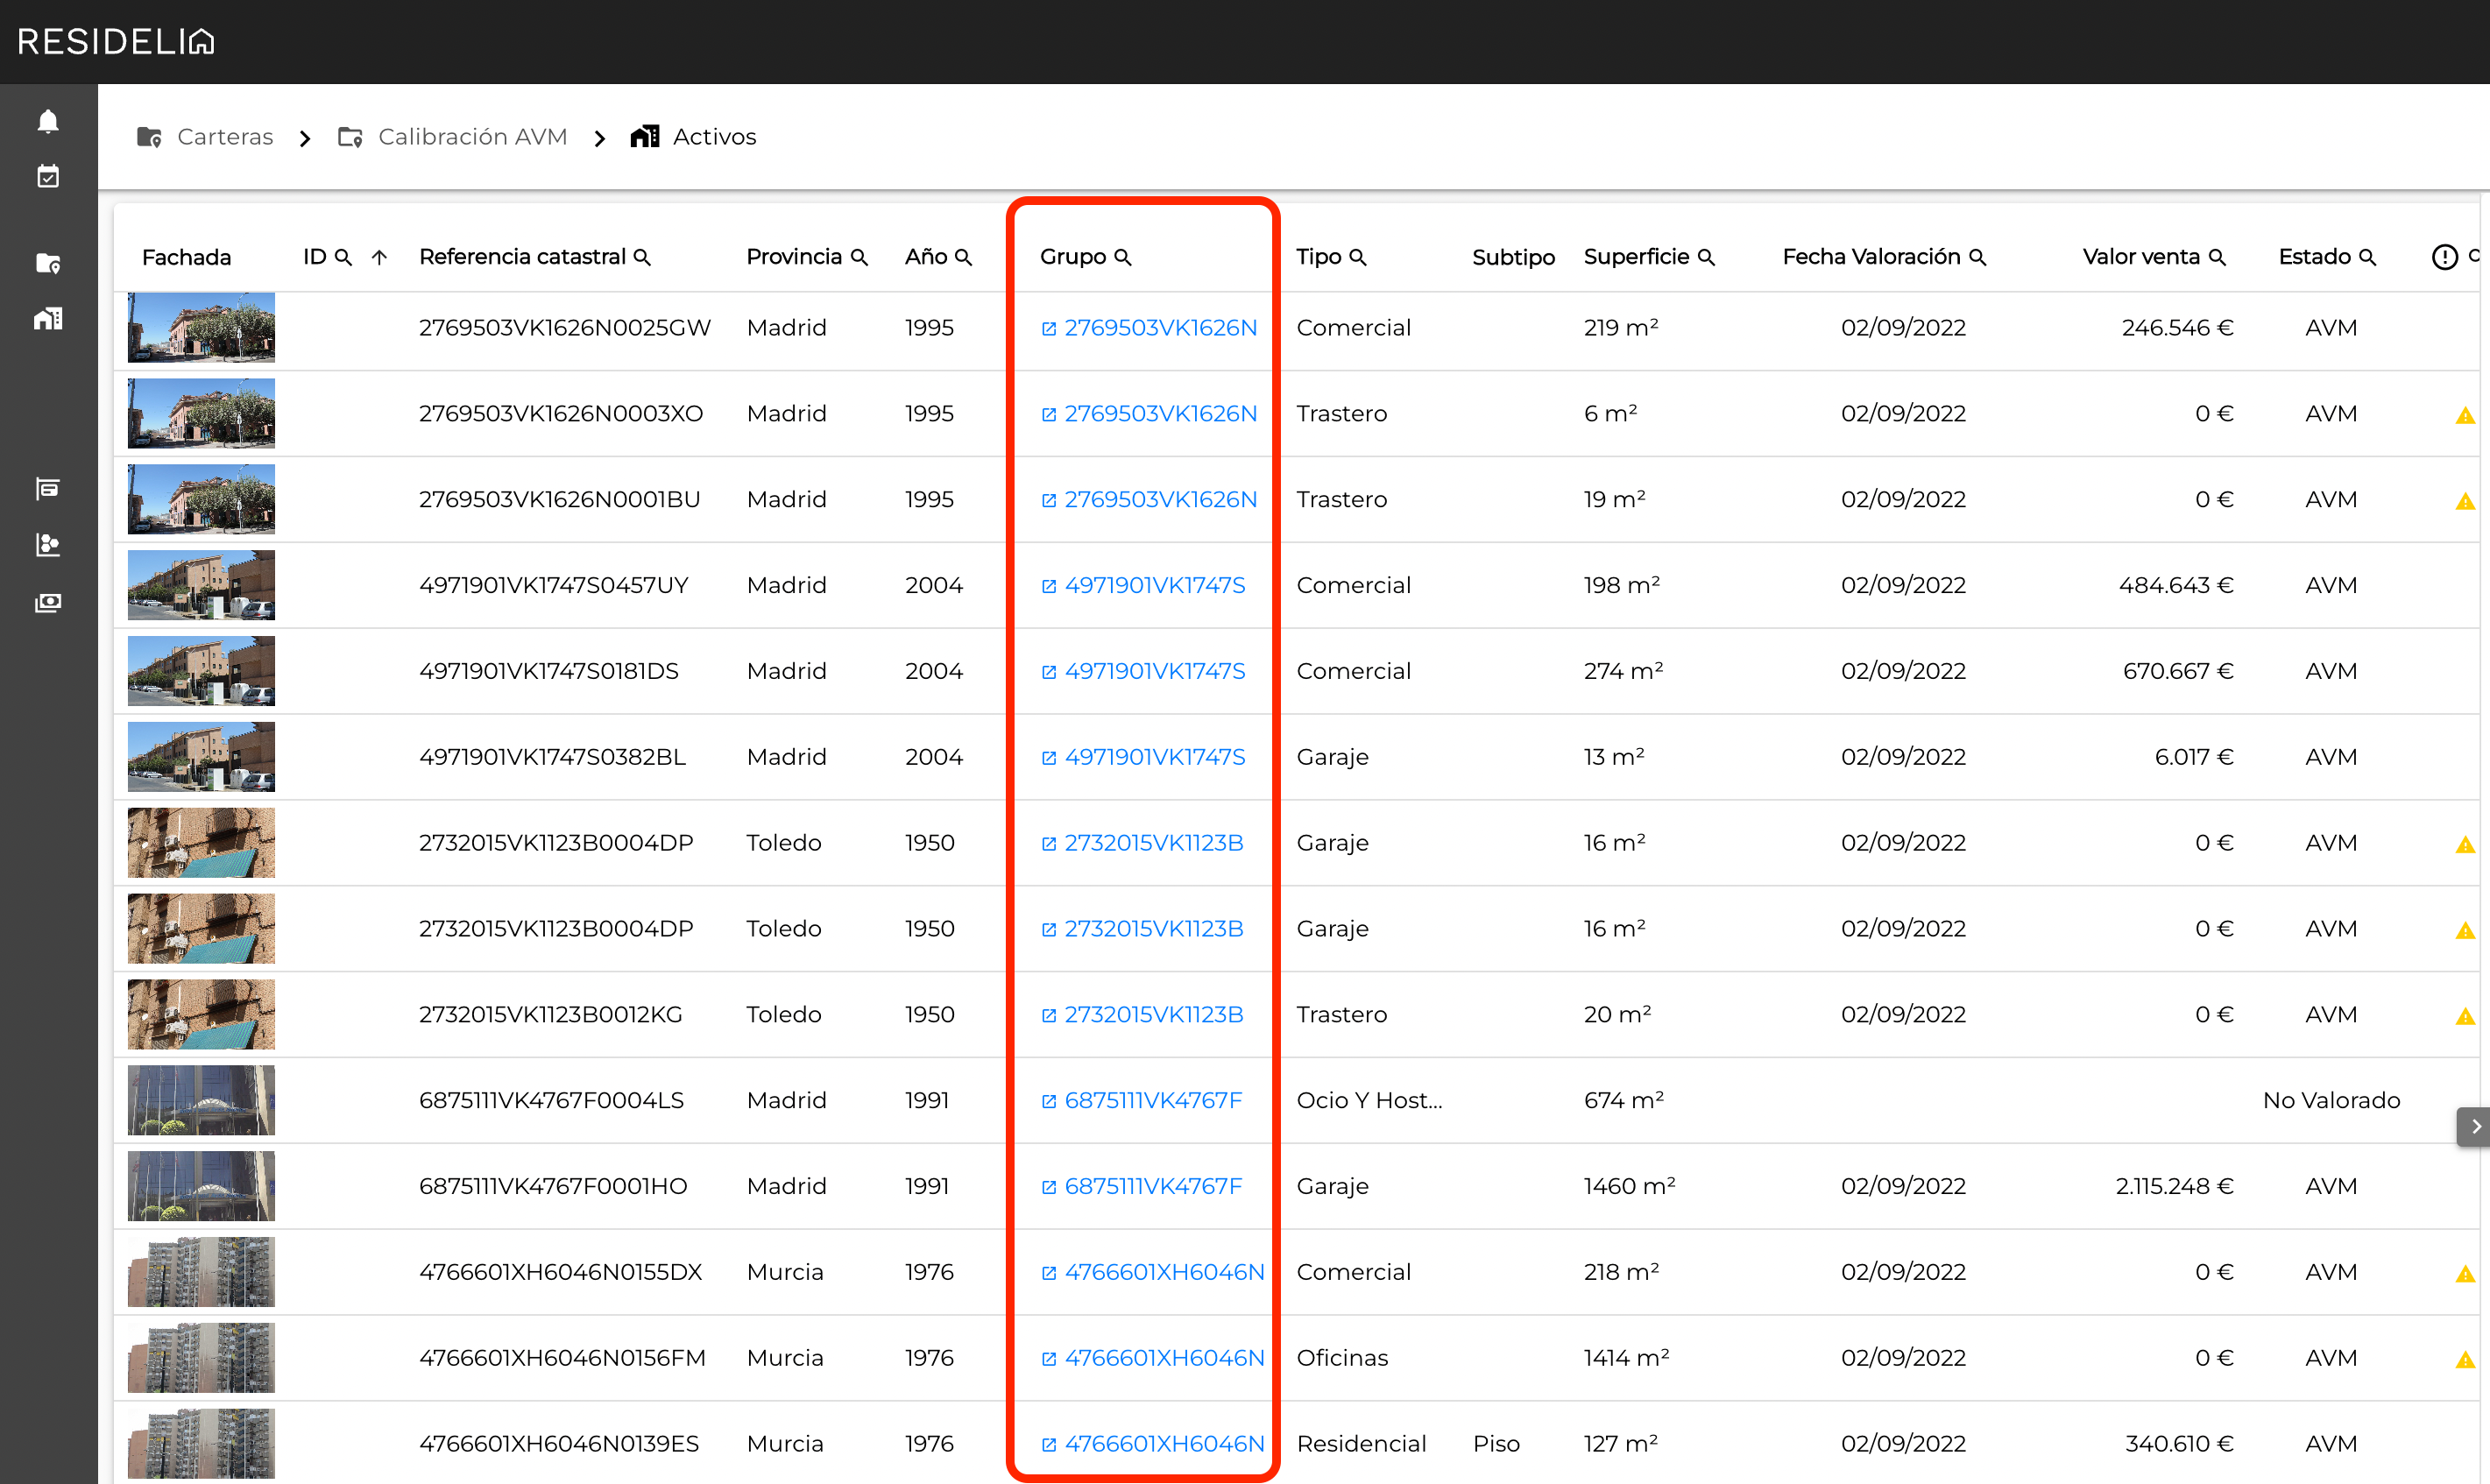 RESIDELIA
Carteras > Calibración AVM > Activos
Fachada ID Referencia catastral Provincia Año Grupo Tipo Subtipo Superficie Fecha Valoración Valor venta Estado
2769503VK1626N0025GW Madrid 1995 2769503VK1626N Comercial 219 m² 02/09/2022 246.546 € AVM
2769503VK1626N0003XO Madrid 1995 2769503VK1626N Trastero 6 m² 02/09/2022 0 € AVM
2769503VK1626N0001BU Madrid 1995 2769503VK1626N Trastero 19 m² 02/09/2022 0 € AVM
4971901VK1747S0457UY Madrid 2004 4971901VK1747S Comercial 198 m² 02/09/2022 484.643 € AVM
4971901VK1747S0181DS Madrid 2004 4971901VK1747S Comercial 274 m² 02/09/2022 670.667 € AVM
4971901VK1747S0382BL Madrid 2004 4971901VK1747S Garaje 13 m² 02/09/2022 6.017 € AVM
2732015VK1123B0004DP Toledo 1950 2732015VK1123B Garaje 16 m² 02/09/2022 0 € AVM
2732015VK1123B0004DP Toledo 1950 2732015VK1123B Garaje 16 m² 02/09/2022 0 € AVM
2732015VK1123B0012KG Toledo 1950 2732015VK1123B Trastero 20 m² 02/09/2022 0 € AVM
6875111VK4767F0004LS Madrid 1991 6875111VK4767F Ocio Y Host... 674 m² No Valorado
6875111VK4767F0001HO Madrid 1991 6875111VK4767F Garaje 1460 m² 02/09/2022 2.115.248 € AVM
4766601XH6046N0155DX Murcia 1976 4766601XH6046N Comercial 218 m² 02/09/2022 0 € AVM
4766601XH6046N0156FM Murcia 1976 4766601XH6046N Oficinas 1414 m² 02/09/2022 0 € AVM
4766601XH6046N0139ES Murcia 1976 4766601XH6046N Residencial Piso 127 m² 02/09/2022 340.610 € AVM